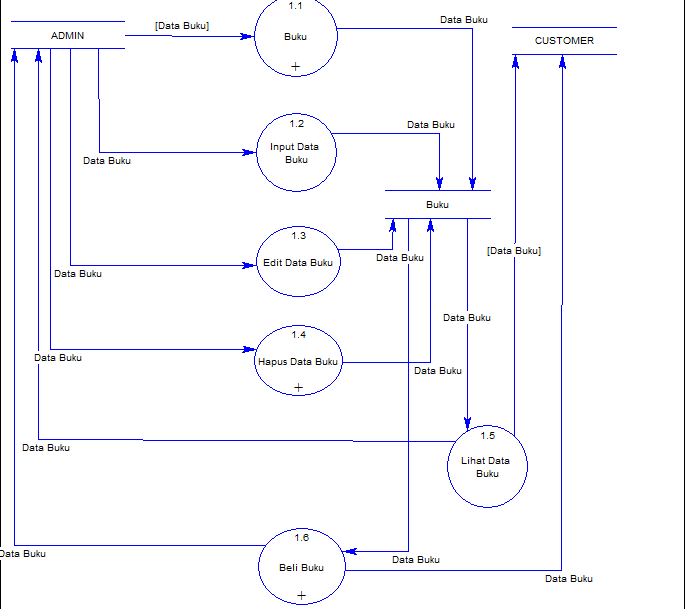 1.1
Data Buku
[Data Buku]
ADMIN
Buku
CUSTOMER
1.2
Data Buku
Input Data
Buku
Data Buku
Buku
1.3
[Data Buku]
Data Buku
Edit Data Buku
Data Buku
Data Buku
1.4
Data Buku
Hapus Data Buku
Data Buku
1.5
Data Buku
Lihat Data
Buku
1.6
Data Buku
Data Buku
Beli Buku
Data Buku